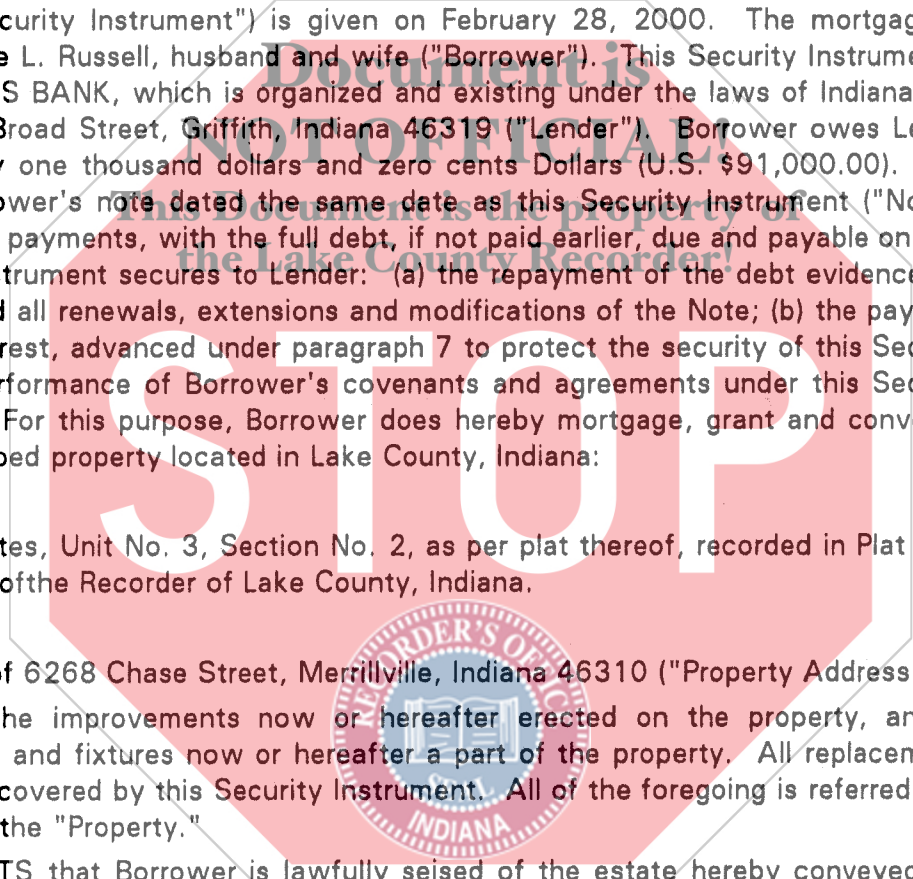 curity Instrument") is given on February 28, 2000. The mortgag
e L. Russell, husband and wife ("Borrower"). This Security Instrume
S BANK, which is organized and existing under the laws of Indiana
Broad Street, Griffith, Indiana 46319 ("Lender"). Borrower owes Le
y one thousand dollars and zero cents Dollars (U.S. $91,000.00).
ower's note dated the same date as this Security Instrument ("No
payments, with the full debt, if not paid earlier, due and payable on
strument secures to Lender: (a) the repayment of the debt evidence
d all renewals, extensions and modifications of the Note; (b) the pay
rest, advanced under paragraph 7 to protect the security of this Sec
rformance of Borrower's covenants and agreements under this Sec
For this purpose, Borrower does hereby mortgage, grant and conv
bed property located in Lake County, Indiana:
tes, Unit No. 3, Section No. 2, as per plat thereof, recorded in Plat
ofthe Recorder of Lake County, Indiana.
of 6268 Chase Street, Merrillville, Indiana 46310 ("Property Address
he improvements now or hereafter erected on the property, an
and fixtures now or hereafter a part of the property. All replacen
covered by this Security Instrument. All of the foregoing is referred
the "Property."
TS that Borrower is lawfully seised of the estate hereby conveyed
Document is
NOT OFFICIAL!
This Document is the property of
the Lake County Recorder!
STOP
RECORDER'S OFFICE
SEAL
INDIANA